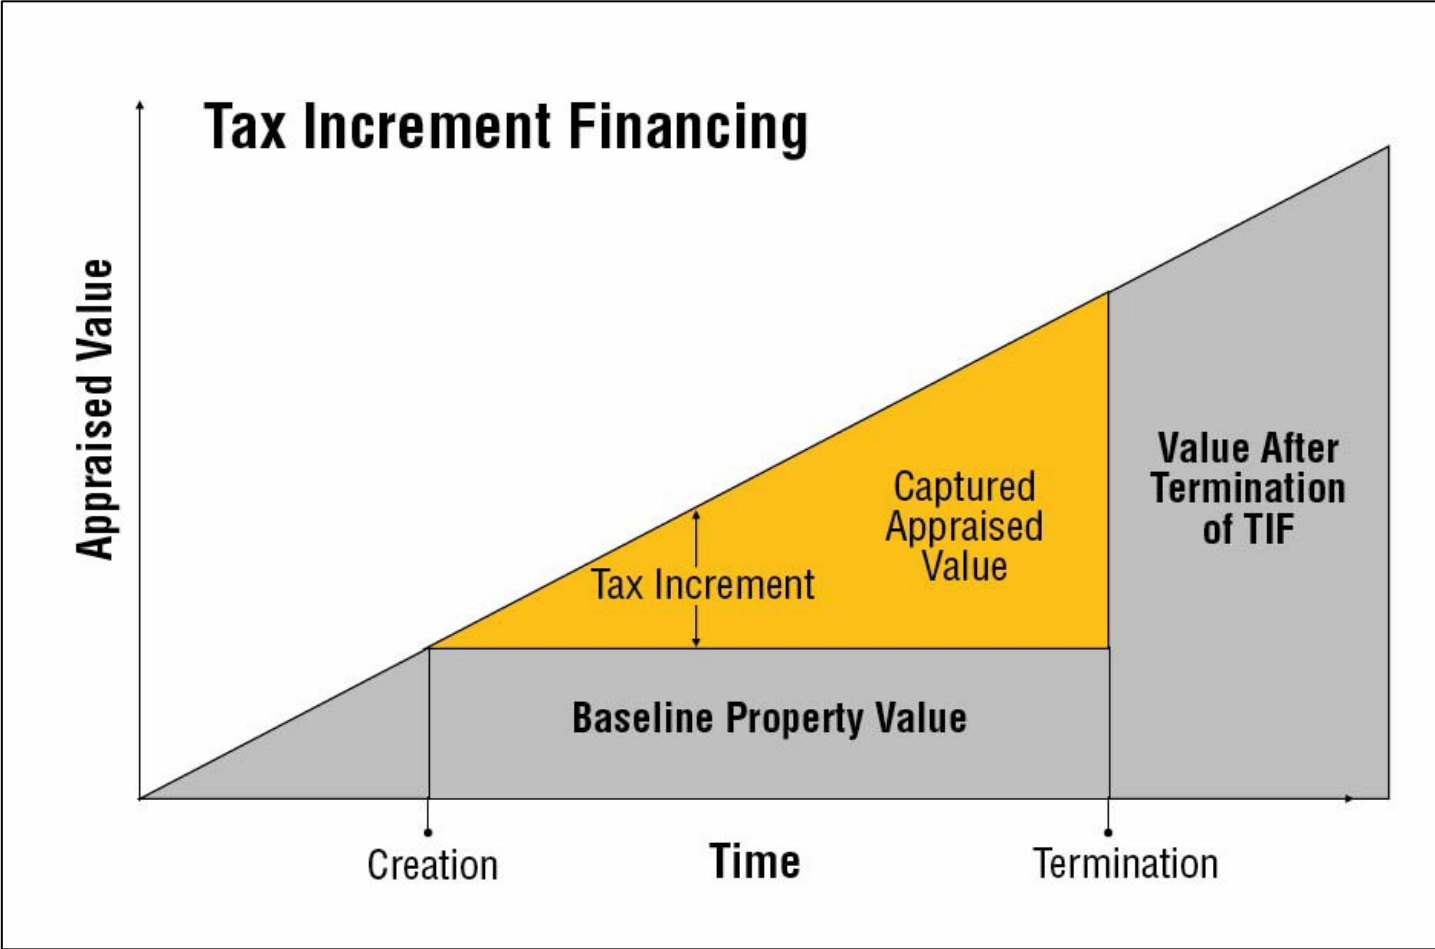 Tax Increment Financing
Appraised Value
Captured
Appraised
Value
Value After
Termination
of TIF
Tax Increment
Baseline Property Value
Creation
Time
Termination